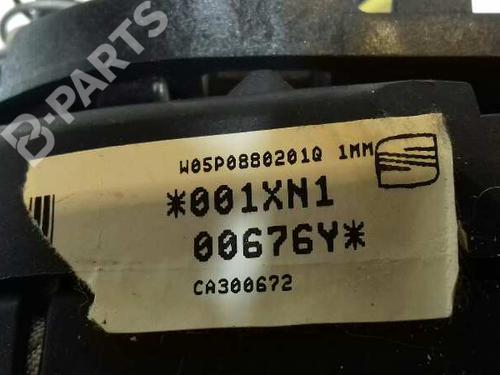 B-PARTS
W05P0880201Q 1MM
*001XN1
00676Y*
CA300672